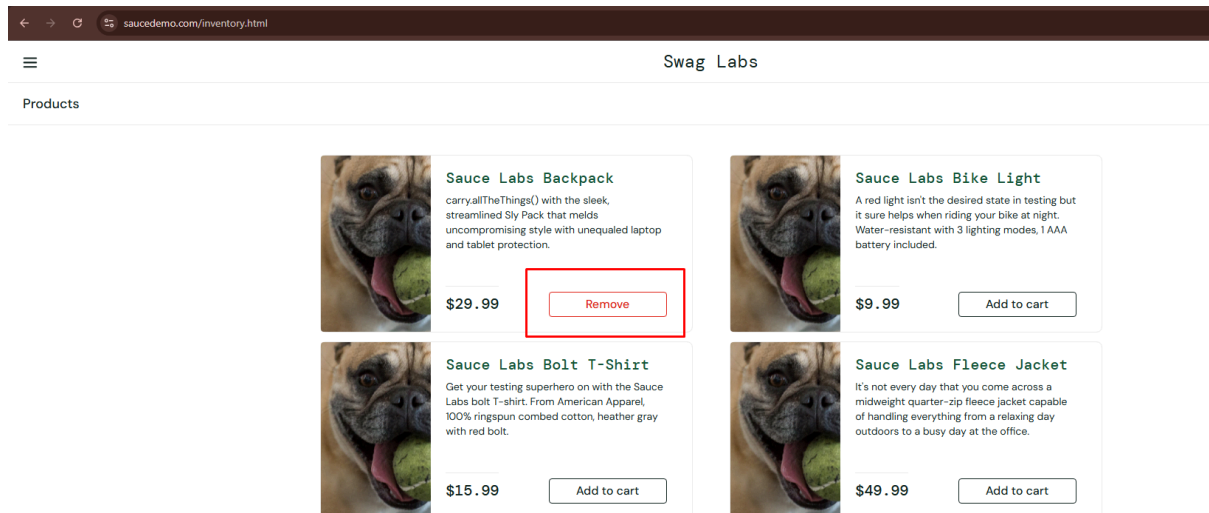 saucedemo.com/inventory.html
Swag Labs
Products
Sauce Labs Backpack
carry.allTheThings() with the sleek,
streamlined Sly Pack that melds
uncompromising style with unequaled laptop
and tablet protection.
$29.99
Remove
Sauce Labs Bike Light
A red light isn't the desired state in testing but
it sure helps when riding your bike at night.
Water-resistant with 3 lighting modes, 1 AAA
battery included.
$9.99
Add to cart
Sauce Labs Bolt T-Shirt
Get your testing superhero on with the Sauce
Labs bolt T-shirt. From American Apparel,
100% ringspun combed cotton, heather gray
with red bolt.
$15.99
Add to cart
Sauce Labs Fleece Jacket
It's not every day that you come across a
midweight quarter-zip fleece jacket capable
of handling everything from a relaxing day
outdoors to a busy day at the office.
$49.99
Add to cart